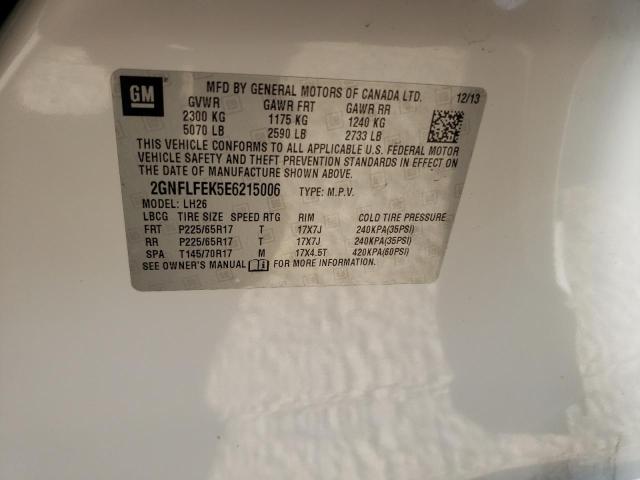 GM
MFD BY GENERAL MOTORS OF CANADA LTD. 12/13
GVWR GAWR FRT GAWR RR
2300 KG 1175 KG 1240 KG
5070 LB 2590 LB 2733 LB
THIS VEHICLE CONFORMS TO ALL APPLICABLE U.S. FEDERAL MOTOR
VEHICLE SAFETY AND THEFT PREVENTION STANDARDS IN EFFECT ON
THE DATE OF MANUFACTURE SHOWN ABOVE.
2GNFLFEK5E6215006 TYPE: M.P.V.
MODEL: LH26
LBCG TIRE SIZE SPEED RTG RIM COLD TIRE PRESSURE
FRT P225/65R17 T 17X7J 240KPA(35PSI)
RR P225/65R17 T 17X7J 240KPA(35PSI)
SPA T145/70R17 M 17X4.5T 420KPA(60PSI)
SEE OWNER'S MANUAL FOR MORE INFORMATION.